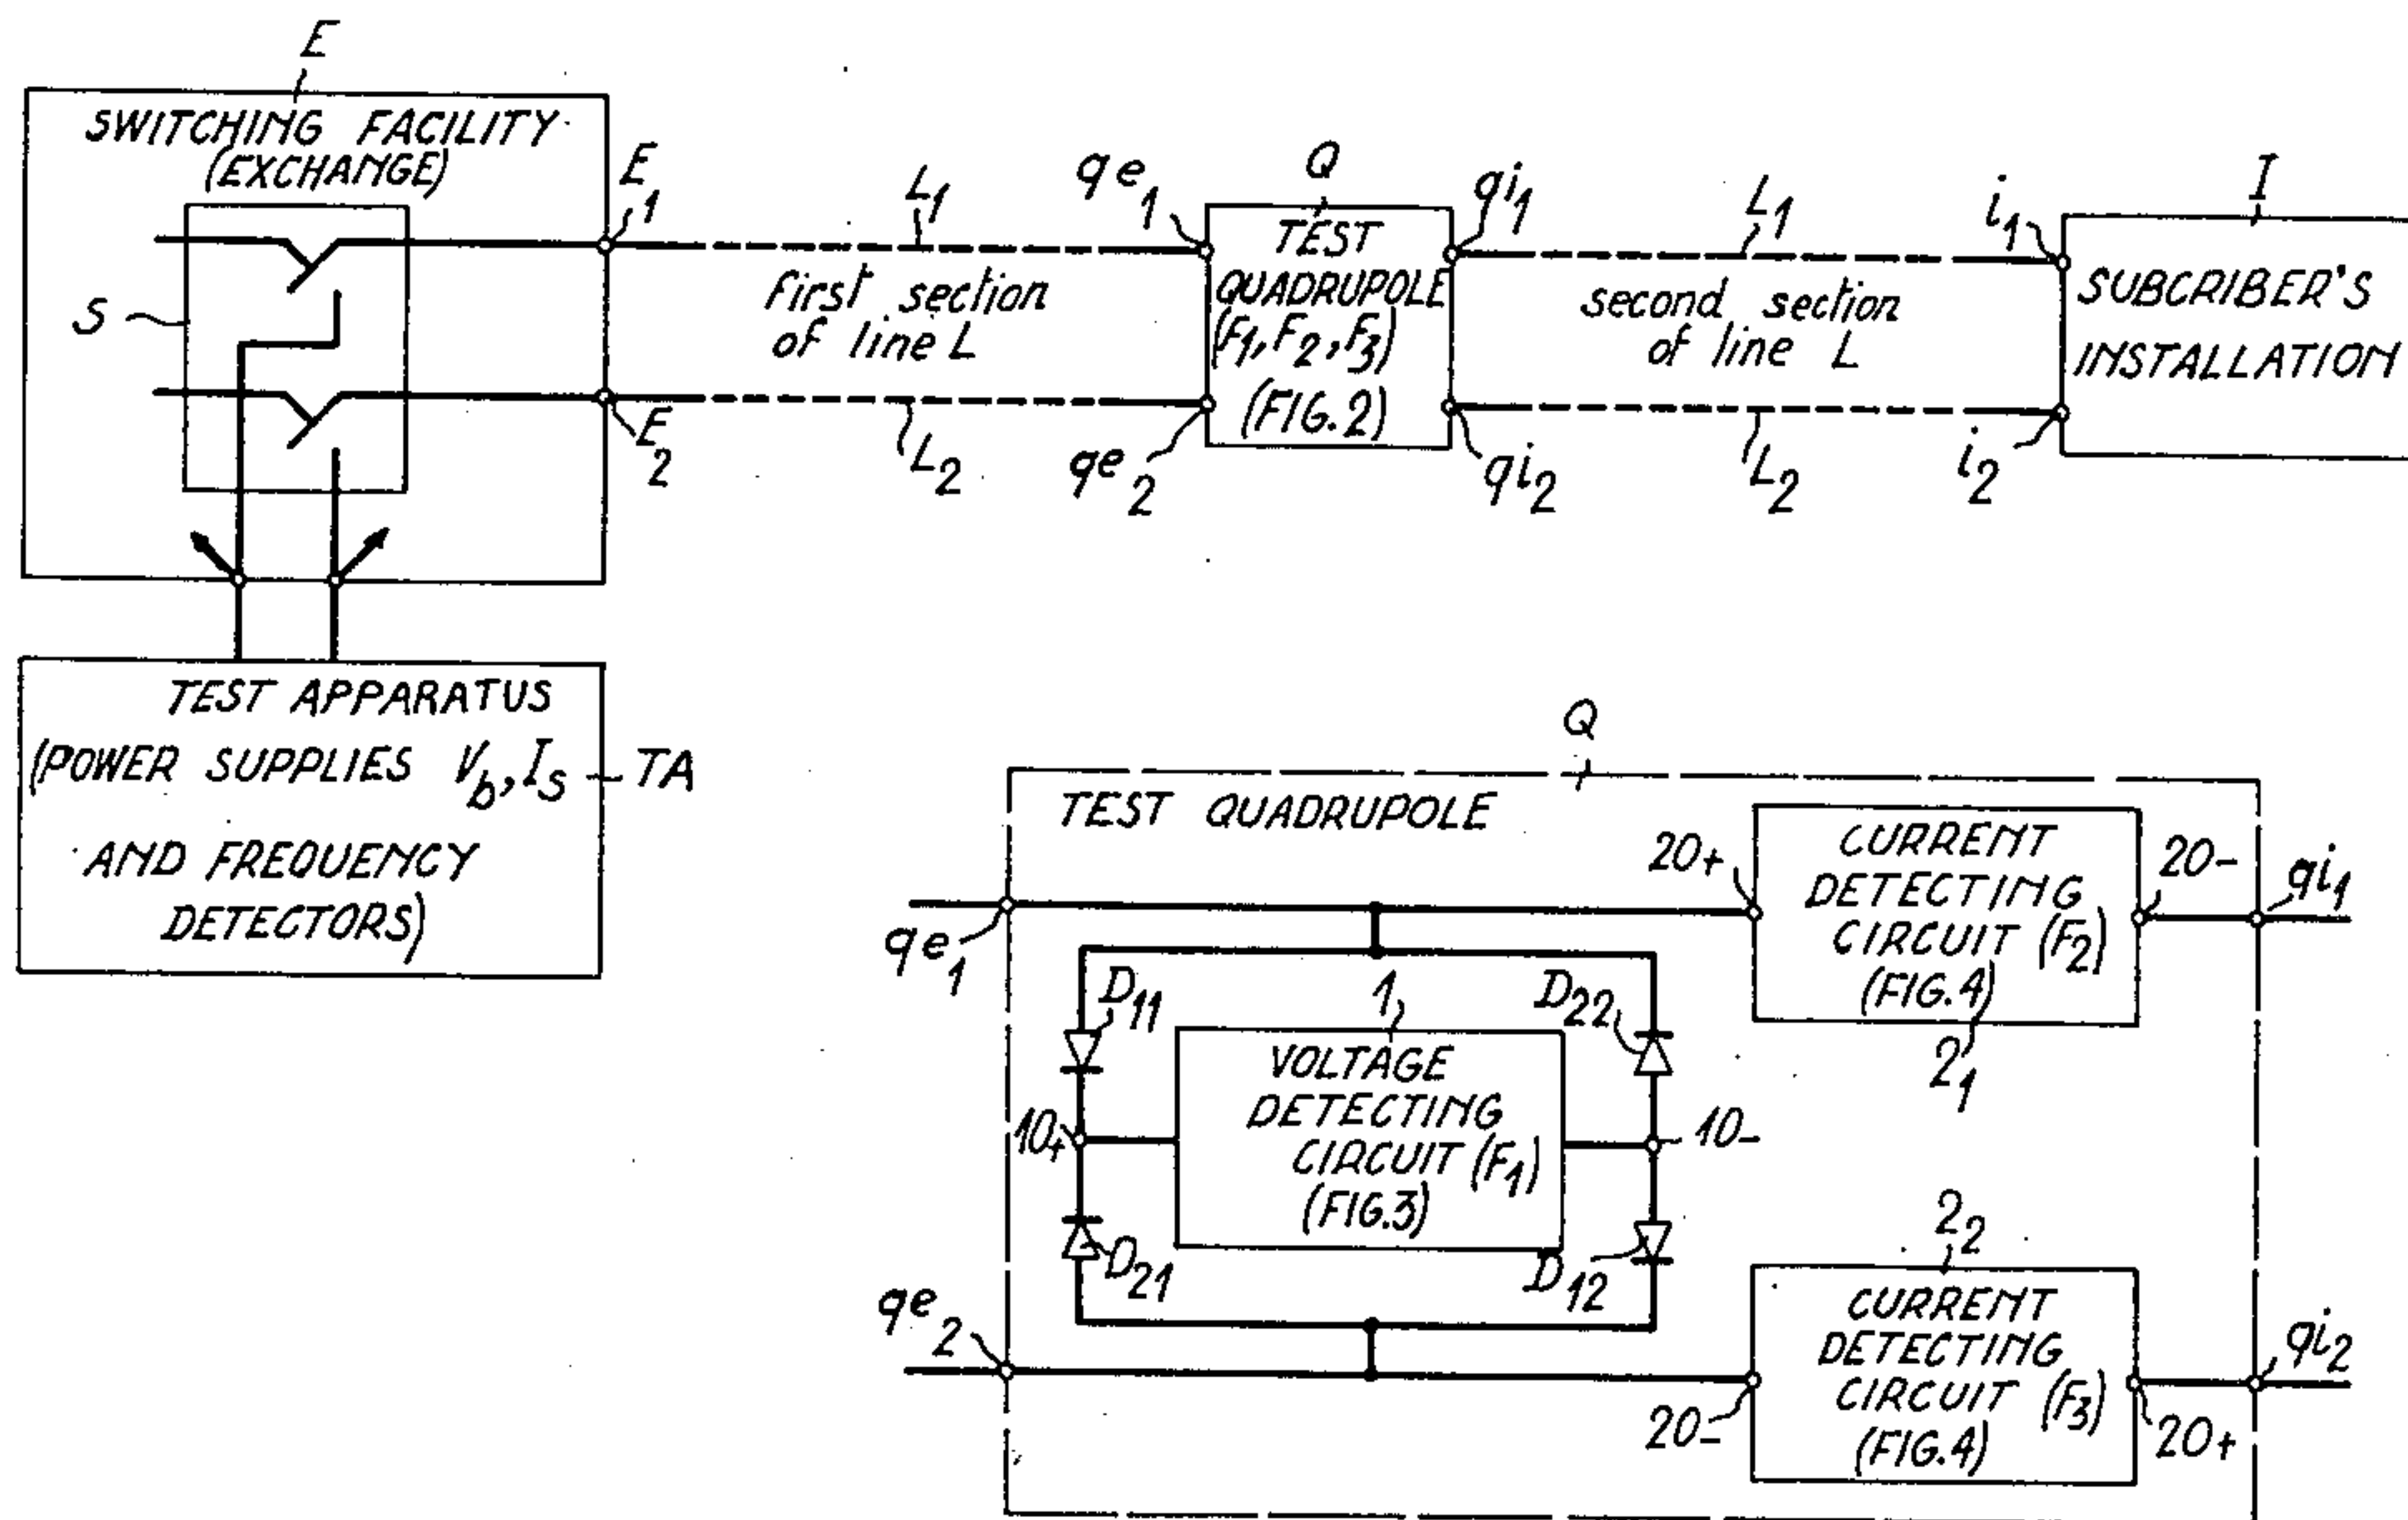 E
SWITCHING FACILITY
(EXCHANGE)
E1
S
E2
L1
first section
of line L
L2
qe1
qe2
Q
TEST
QUADRUPOLE
(F1, F2, F3)
(FIG.2)
qi1
qi2
L1
second section
of line L
L2
i1
i2
I
SUBCRIBER'S
INSTALLATION
TEST APPARATUS
(POWER SUPPLIES Vb, IS
AND FREQUENCY
DETECTORS)
TA
Q
TEST QUADRUPOLE
qe1
qe2
D11
D22
1
VOLTAGE
DETECTING
CIRCUIT (F1)
(FIG.3)
10+
10-
D21
D12
20+
CURRENT
DETECTING
CIRCUIT (F2)
(FIG.4)
20-
qi1
21
22
CURRENT
DETECTING
CIRCUIT (F3)
(FIG.4)
20-
20+
qi2